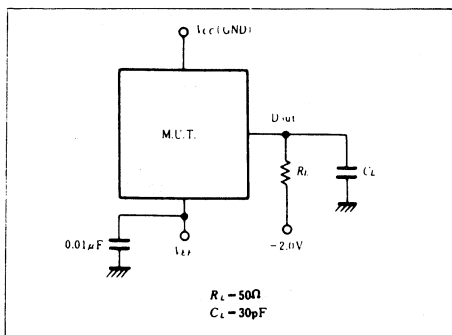 VCC (GND)
M.U.T.
Dout
RL
CL
0.01μF
VEE
-2.0V
RL=50Ω
CL=30pF